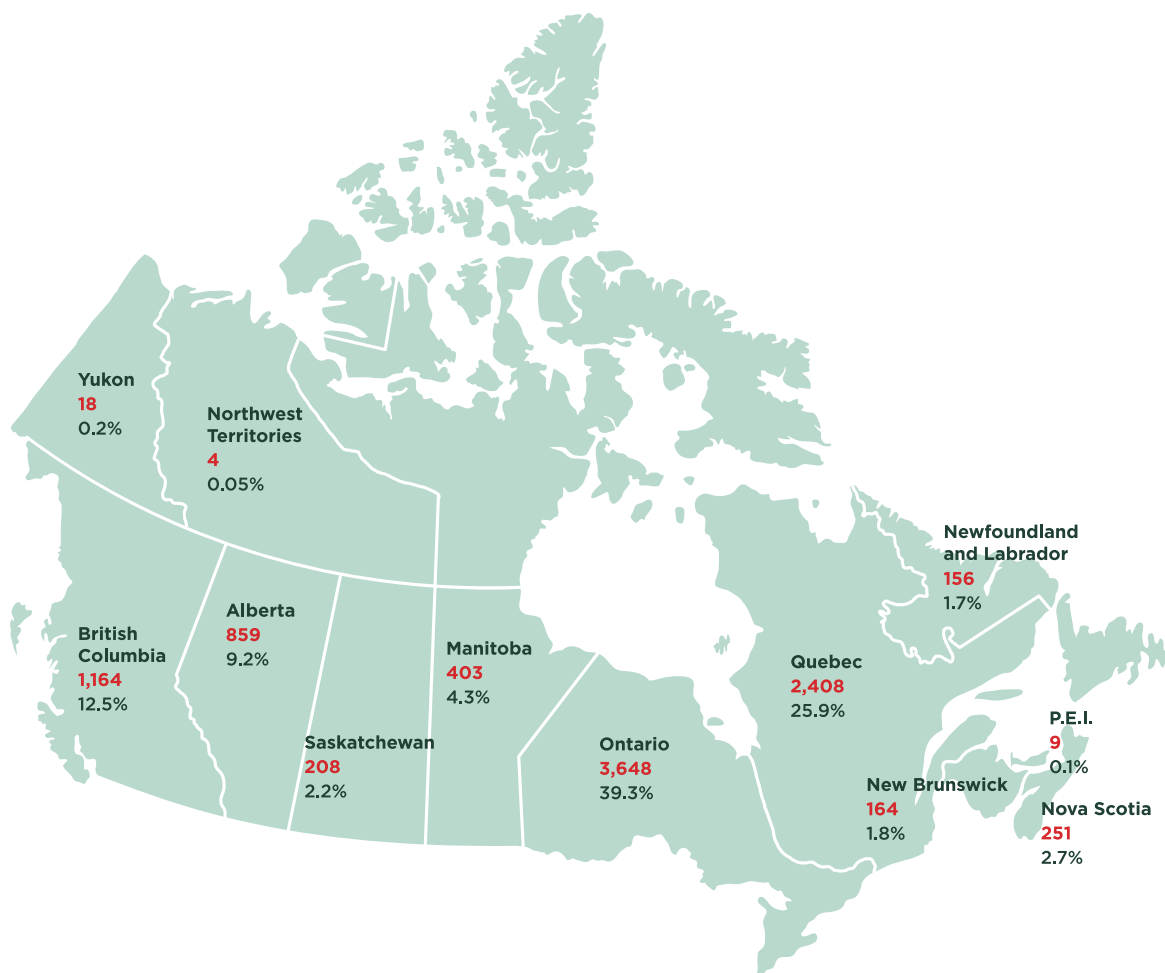 Yukon
18
0.2%
Northwest
Territories
4
0.05%
British
Columbia
1,164
12.5%
Alberta
859
9.2%
Saskatchewan
208
2.2%
Manitoba
403
4.3%
Ontario
3,648
39.3%
Quebec
2,408
25.9%
Newfoundland
and Labrador
156
1.7%
New Brunswick
164
1.8%
P.E.I.
9
0.1%
Nova Scotia
251
2.7%